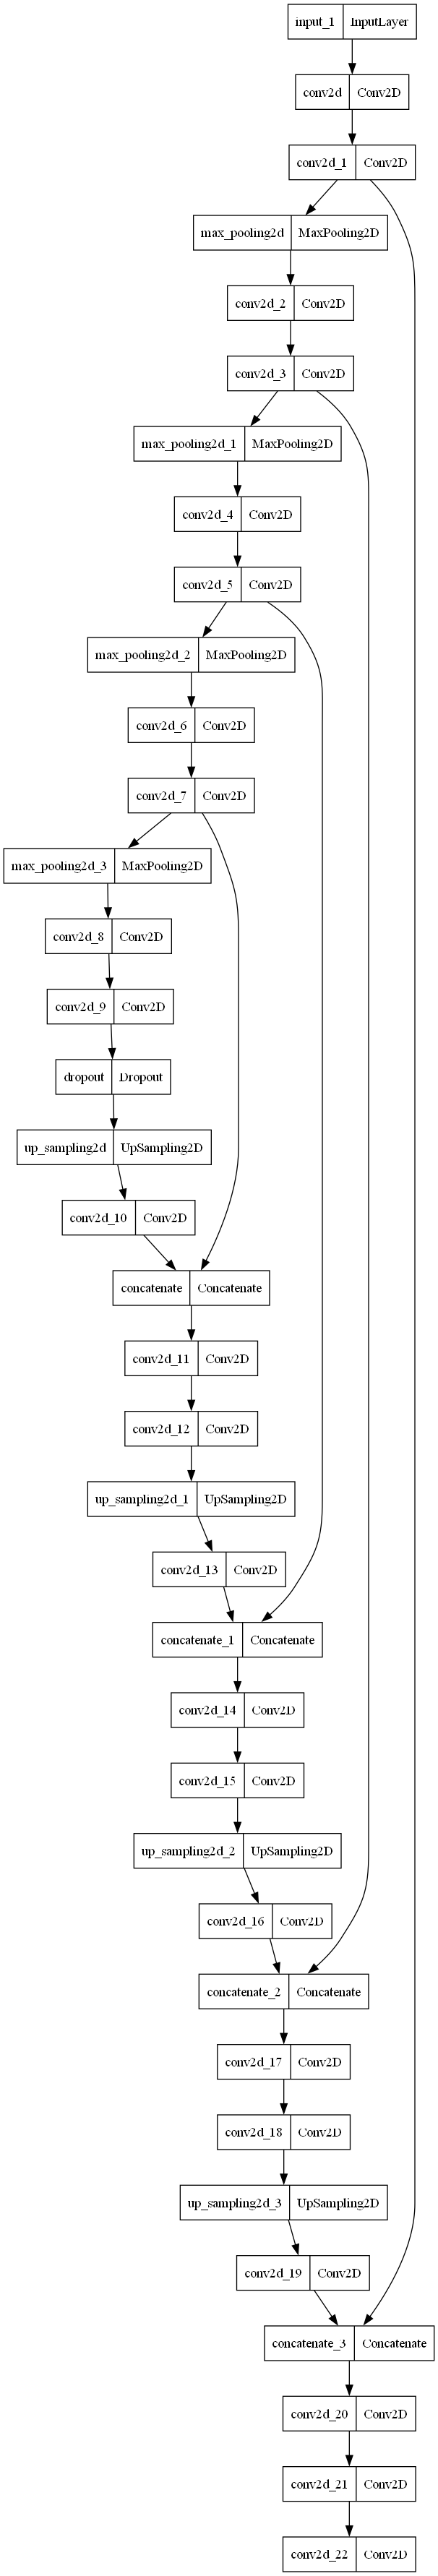 input_1 InputLayer
conv2d Conv2D
conv2d_1 Conv2D
max_pooling2d MaxPooling2D
conv2d_2 Conv2D
conv2d_3 Conv2D
max_pooling2d_1 MaxPooling2D
conv2d_4 Conv2D
conv2d_5 Conv2D
max_pooling2d_2 MaxPooling2D
conv2d_6 Conv2D
conv2d_7 Conv2D
max_pooling2d_3 MaxPooling2D
conv2d_8 Conv2D
conv2d_9 Conv2D
dropout Dropout
up_sampling2d UpSampling2D
conv2d_10 Conv2D
concatenate Concatenate
conv2d_11 Conv2D
conv2d_12 Conv2D
up_sampling2d_1 UpSampling2D
conv2d_13 Conv2D
concatenate_1 Concatenate
conv2d_14 Conv2D
conv2d_15 Conv2D
up_sampling2d_2 UpSampling2D
conv2d_16 Conv2D
concatenate_2 Concatenate
conv2d_17 Conv2D
conv2d_18 Conv2D
up_sampling2d_3 UpSampling2D
conv2d_19 Conv2D
concatenate_3 Concatenate
conv2d_20 Conv2D
conv2d_21 Conv2D
conv2d_22 Conv2D